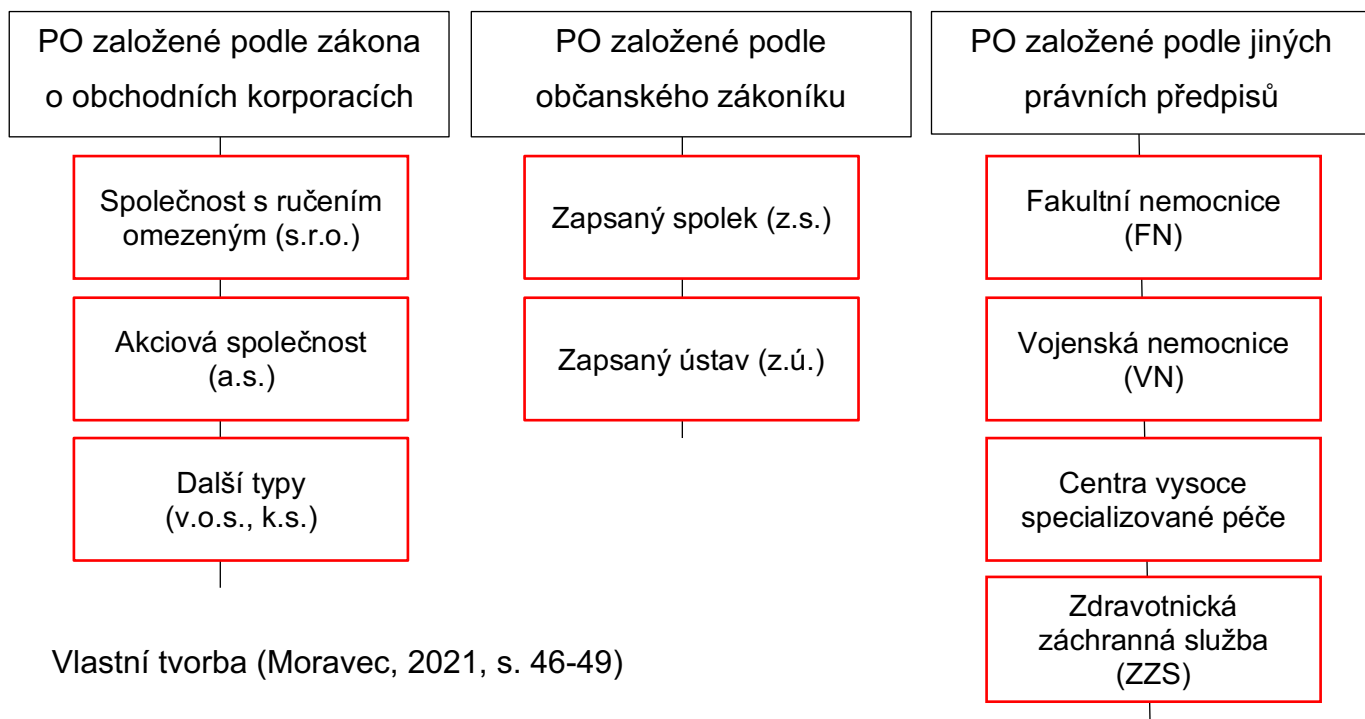 PO založené podle zákona
o obchodních korporacích
Společnost s ručením
omezeným (s.r.o.)
Akciová společnost
(a.s.)
Další typy
(v.o.s., k.s.)
PO založené podle
občanského zákoníku
Zapsaný spolek (z.s.)
Zapsaný ústav (z.ú.)
PO založené podle jiných
právních předpisů
Fakultní nemocnice
(FN)
Vojenská nemocnice
(VN)
Centra vysoce
specializované péče
Zdravotnická
záchranná služba
(ZZS)
Vlastní tvorba (Moravec, 2021, s. 46-49)